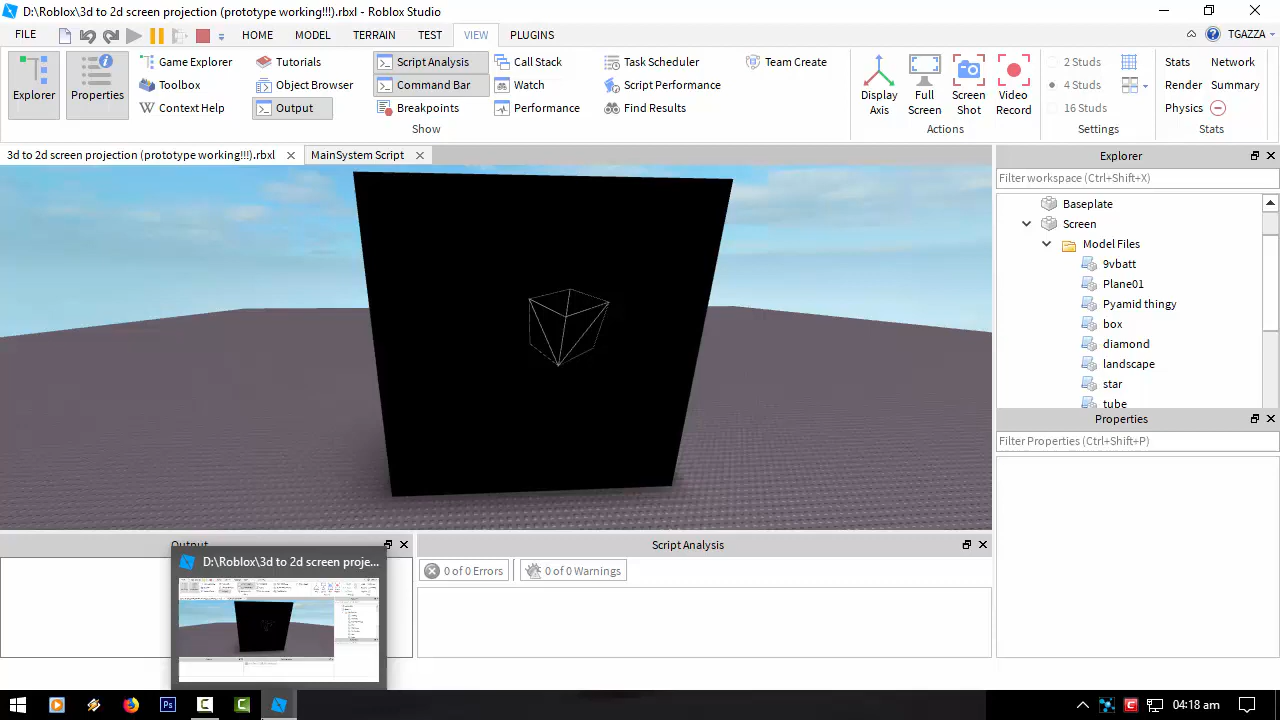 D:\Roblox\3d to 2d screen projection (prototype working!!!).rbxl - Roblox Studio
FILE HOME MODEL TERRAIN TEST VIEW PLUGINS TGAZZA
Explorer
Properties
Game Explorer
Toolbox
Context Help
Tutorials
Object Browser
Output
Script Analysis
Command Bar
Breakpoints
Call Stack
Watch
Performance
Task Scheduler
Script Performance
Find Results
Team Create
Show
Display Axis
Full Screen
Screen Shot
Video Record
Actions
2 Studs
4 Studs
16 Studs
Settings
Stats Network
Render Summary
Physics
Stats
3d to 2d screen projection (prototype working!!!).rbxl
MainSystem Script
Explorer
Filter workspace (Ctrl+Shift+X)
Baseplate
Screen
Model Files
9vbatt
Plane01
Pyamid thingy
box
diamond
landscape
star
tube
Properties
Filter Properties (Ctrl+Shift+P)
Output
Script Analysis
0 of 0 Errors
0 of 0 Warnings
D:\Roblox\3d to 2d screen proje...
Ps
04:18 am